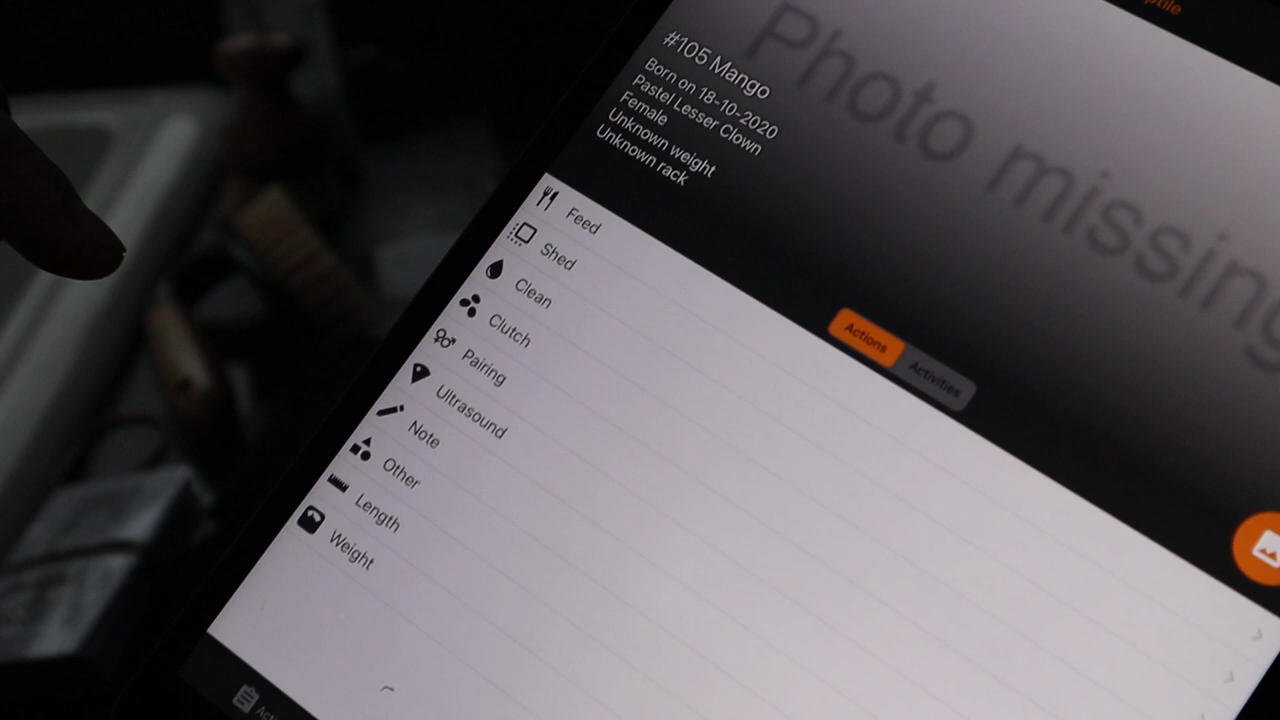 Photo missing
#105 Mango
Born on 18-10-2020
Pastel Lesser Clown
Female
Unknown weight
Unknown rack
Actions
Activities
Feed
Shed
Clean
Clutch
Pairing
Ultrasound
Note
Other
Length
Weight